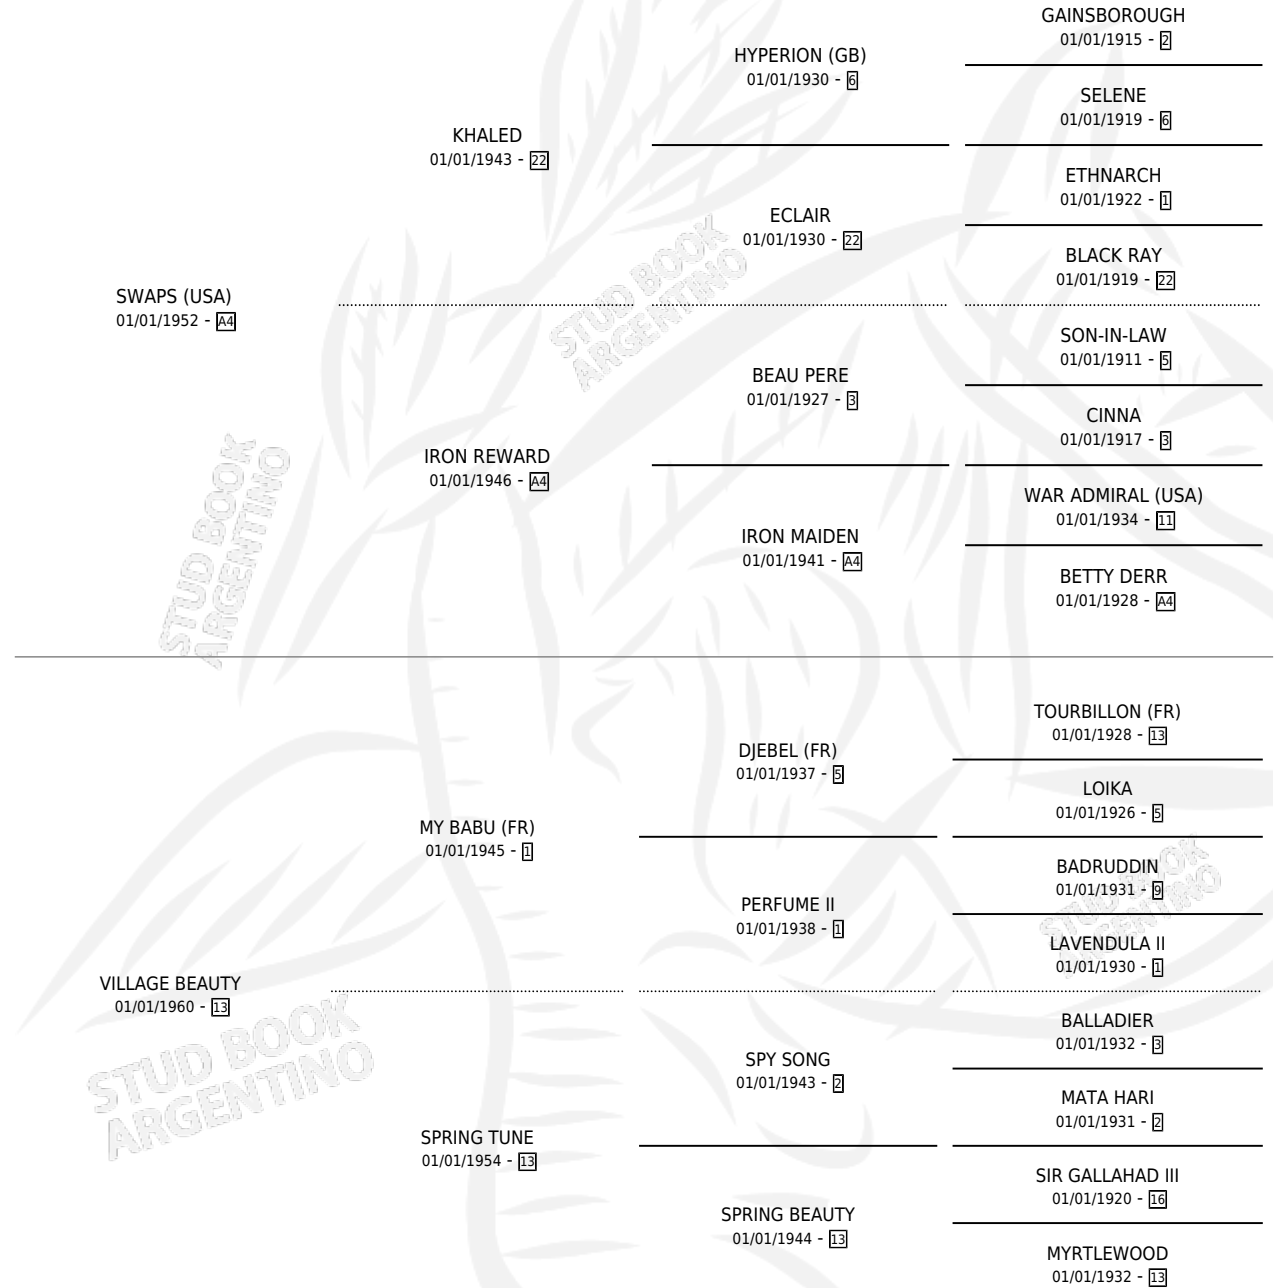 GAINSBOROUGH
01/01/1915 - 2
HYPERION (GB)
01/01/1930 - 6
SELENE
01/01/1919 - 6
KHALED
01/01/1943 - 22
ETHNARCH
01/01/1922 - 1
ECLAIR
01/01/1930 - 22
BLACK RAY
01/01/1919 - 22
SWAPS (USA)
01/01/1952 - A4
STUD BOOK
ARGENTINO
SON-IN-LAW
01/01/1911 - 5
BEAU PERE
01/01/1927 - 3
CINNA
01/01/1917 - 3
IRON REWARD
01/01/1946 - A4
WAR ADMIRAL (USA)
01/01/1934 - 11
IRON MAIDEN
01/01/1941 - A4
BETTY DERR
01/01/1928 - A4
STUD BOOK
ARGENTINO
TOURBILLON (FR)
01/01/1928 - 13
DJEBEL (FR)
01/01/1937 - 5
LOIKA
01/01/1926 - 5
MY BABU (FR)
01/01/1945 - 1
BADRUDDIN
01/01/1931 - 9
PERFUME II
01/01/1938 - 1
LAVENDULA II
01/01/1930 - 1
STUD BOOK
ARGENTINO
VILLAGE BEAUTY
01/01/1960 - 13
BALLADIER
01/01/1932 - 3
SPY SONG
01/01/1943 - 2
MATA HARI
01/01/1931 - 2
STUD BOOK
ARGENTINO
SPRING TUNE
01/01/1954 - 13
SIR GALLAHAD III
01/01/1920 - 16
SPRING BEAUTY
01/01/1944 - 13
MYRTLEWOOD
01/01/1932 - 13